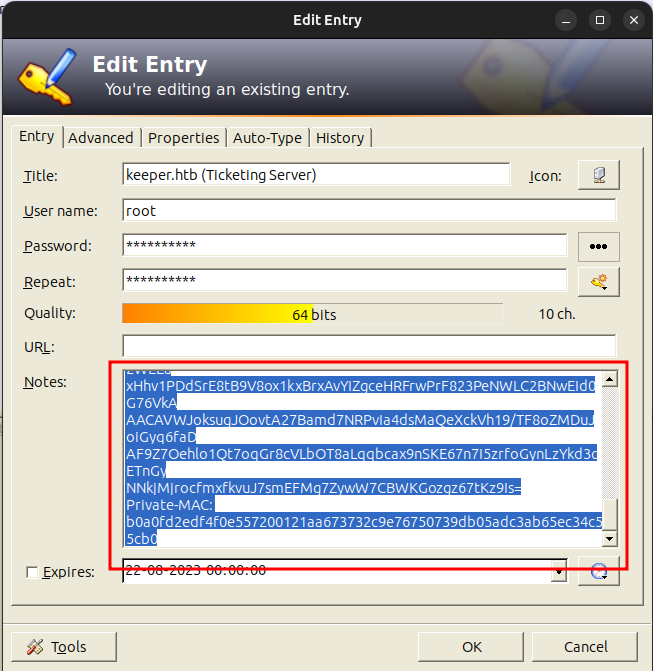 Edit Entry
Edit Entry
You're editing an existing entry.
Entry Advanced Properties Auto-Type History
Title: keeper.htb (Ticketing Server) Icon:
User name: root
Password: **********
Repeat: **********
Quality: 64 bits 10 ch.
URL:
Notes:
xHhv1PDdSrE8tB9V8ox1kxBrxAvYIZgceHRFrwPrF823PeNWLC2BNwEId0
G76VkA
AACAVWJoksugJOovtA27Bamd7NRPvIa4dsMaQeXckVh19/TF8oZMDuJ
oIGyq6faD
AF9Z7Oehlo1Qt7oqGr8cVLbOT8aLqqbcax9nSKE67n7I5zrfoGynLzYkd3c
ETnGy
NNkjMjrocfmxfkvuJ7smEFMg7ZywW7CBWKGozgz67tKz9Is=
Private-MAC:
b0a0fd2edf4f0e557200121aa673732c9e76750739db05adc3ab65ec34c5
5cb0
Expires: 22-08-2023 00:00:00
Tools OK Cancel